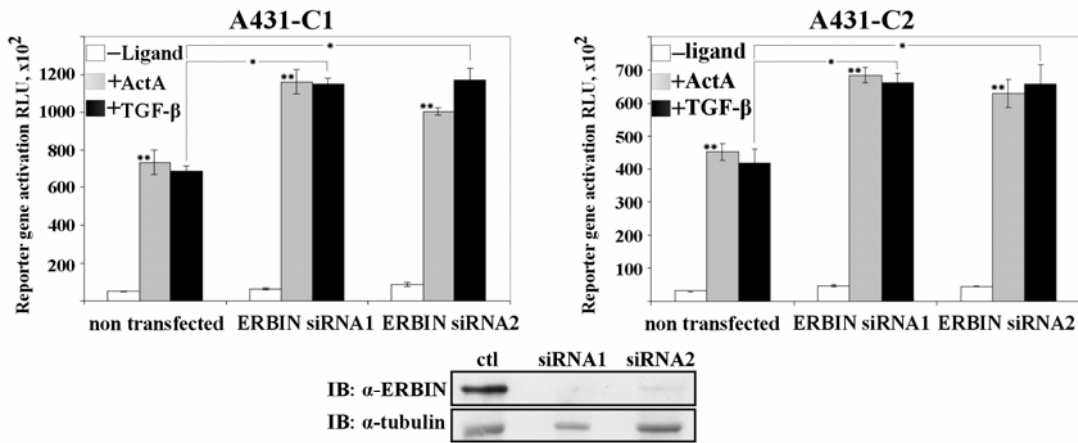 A431-C1
Reporter gene activation RLU, x10²
1200
1000
800
600
400
200
–Ligand
+ActA
+TGF-β
**
**
**
*
*
non transfected
ERBIN siRNA1
ERBIN siRNA2
A431-C2
Reporter gene activation RLU, x10²
700
600
500
400
300
200
100
–ligand
+ActA
+TGF-β
**
**
**
*
*
non transfected
ERBIN siRNA1
ERBIN siRNA2
ctl siRNA1 siRNA2
IB: α-ERBIN
IB: α-tubulin